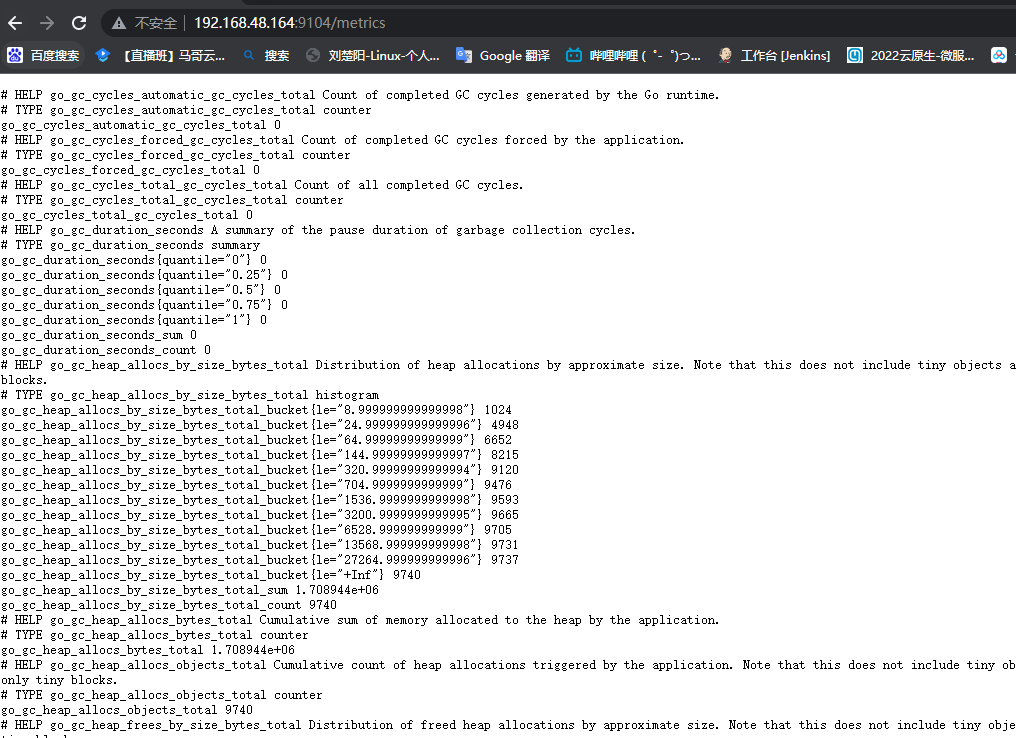 不安全 | 192.168.48.164:9104/metrics
百度搜索 【直播班】马哥云... 搜索 刘楚阳-Linux-个人... Google 翻译 哔哩哔哩 ( ゜- ゜)つ... 工作台 [Jenkins] 2022云原生-微服...
# HELP go_gc_cycles_automatic_gc_cycles_total Count of completed GC cycles generated by the Go runtime.
# TYPE go_gc_cycles_automatic_gc_cycles_total counter
go_gc_cycles_automatic_gc_cycles_total 0
# HELP go_gc_cycles_forced_gc_cycles_total Count of completed GC cycles forced by the application.
# TYPE go_gc_cycles_forced_gc_cycles_total counter
go_gc_cycles_forced_gc_cycles_total 0
# HELP go_gc_cycles_total_gc_cycles_total Count of all completed GC cycles.
# TYPE go_gc_cycles_total_gc_cycles_total counter
go_gc_cycles_total_gc_cycles_total 0
# HELP go_gc_duration_seconds A summary of the pause duration of garbage collection cycles.
# TYPE go_gc_duration_seconds summary
go_gc_duration_seconds{quantile="0"} 0
go_gc_duration_seconds{quantile="0.25"} 0
go_gc_duration_seconds{quantile="0.5"} 0
go_gc_duration_seconds{quantile="0.75"} 0
go_gc_duration_seconds{quantile="1"} 0
go_gc_duration_seconds_sum 0
go_gc_duration_seconds_count 0
# HELP go_gc_heap_allocs_by_size_bytes_total Distribution of heap allocations by approximate size. Note that this does not include tiny objects a
blocks.
# TYPE go_gc_heap_allocs_by_size_bytes_total histogram
go_gc_heap_allocs_by_size_bytes_total_bucket{le="8.999999999999998"} 1024
go_gc_heap_allocs_by_size_bytes_total_bucket{le="24.999999999999996"} 4948
go_gc_heap_allocs_by_size_bytes_total_bucket{le="64.99999999999999"} 6652
go_gc_heap_allocs_by_size_bytes_total_bucket{le="144.99999999999997"} 8215
go_gc_heap_allocs_by_size_bytes_total_bucket{le="320.99999999999994"} 9120
go_gc_heap_allocs_by_size_bytes_total_bucket{le="704.9999999999999"} 9476
go_gc_heap_allocs_by_size_bytes_total_bucket{le="1536.9999999999998"} 9593
go_gc_heap_allocs_by_size_bytes_total_bucket{le="3200.9999999999995"} 9665
go_gc_heap_allocs_by_size_bytes_total_bucket{le="6528.999999999999"} 9705
go_gc_heap_allocs_by_size_bytes_total_bucket{le="13568.999999999998"} 9731
go_gc_heap_allocs_by_size_bytes_total_bucket{le="27264.999999999996"} 9737
go_gc_heap_allocs_by_size_bytes_total_bucket{le="+Inf"} 9740
go_gc_heap_allocs_by_size_bytes_total_sum 1.708944e+06
go_gc_heap_allocs_by_size_bytes_total_count 9740
# HELP go_gc_heap_allocs_bytes_total Cumulative sum of memory allocated to the heap by the application.
# TYPE go_gc_heap_allocs_bytes_total counter
go_gc_heap_allocs_bytes_total 1.708944e+06
# HELP go_gc_heap_allocs_objects_total Cumulative count of heap allocations triggered by the application. Note that this does not include tiny ob
only tiny blocks.
# TYPE go_gc_heap_allocs_objects_total counter
go_gc_heap_allocs_objects_total 9740
# HELP go_gc_heap_frees_by_size_bytes_total Distribution of freed heap allocations by approximate size. Note that this does not include tiny obje